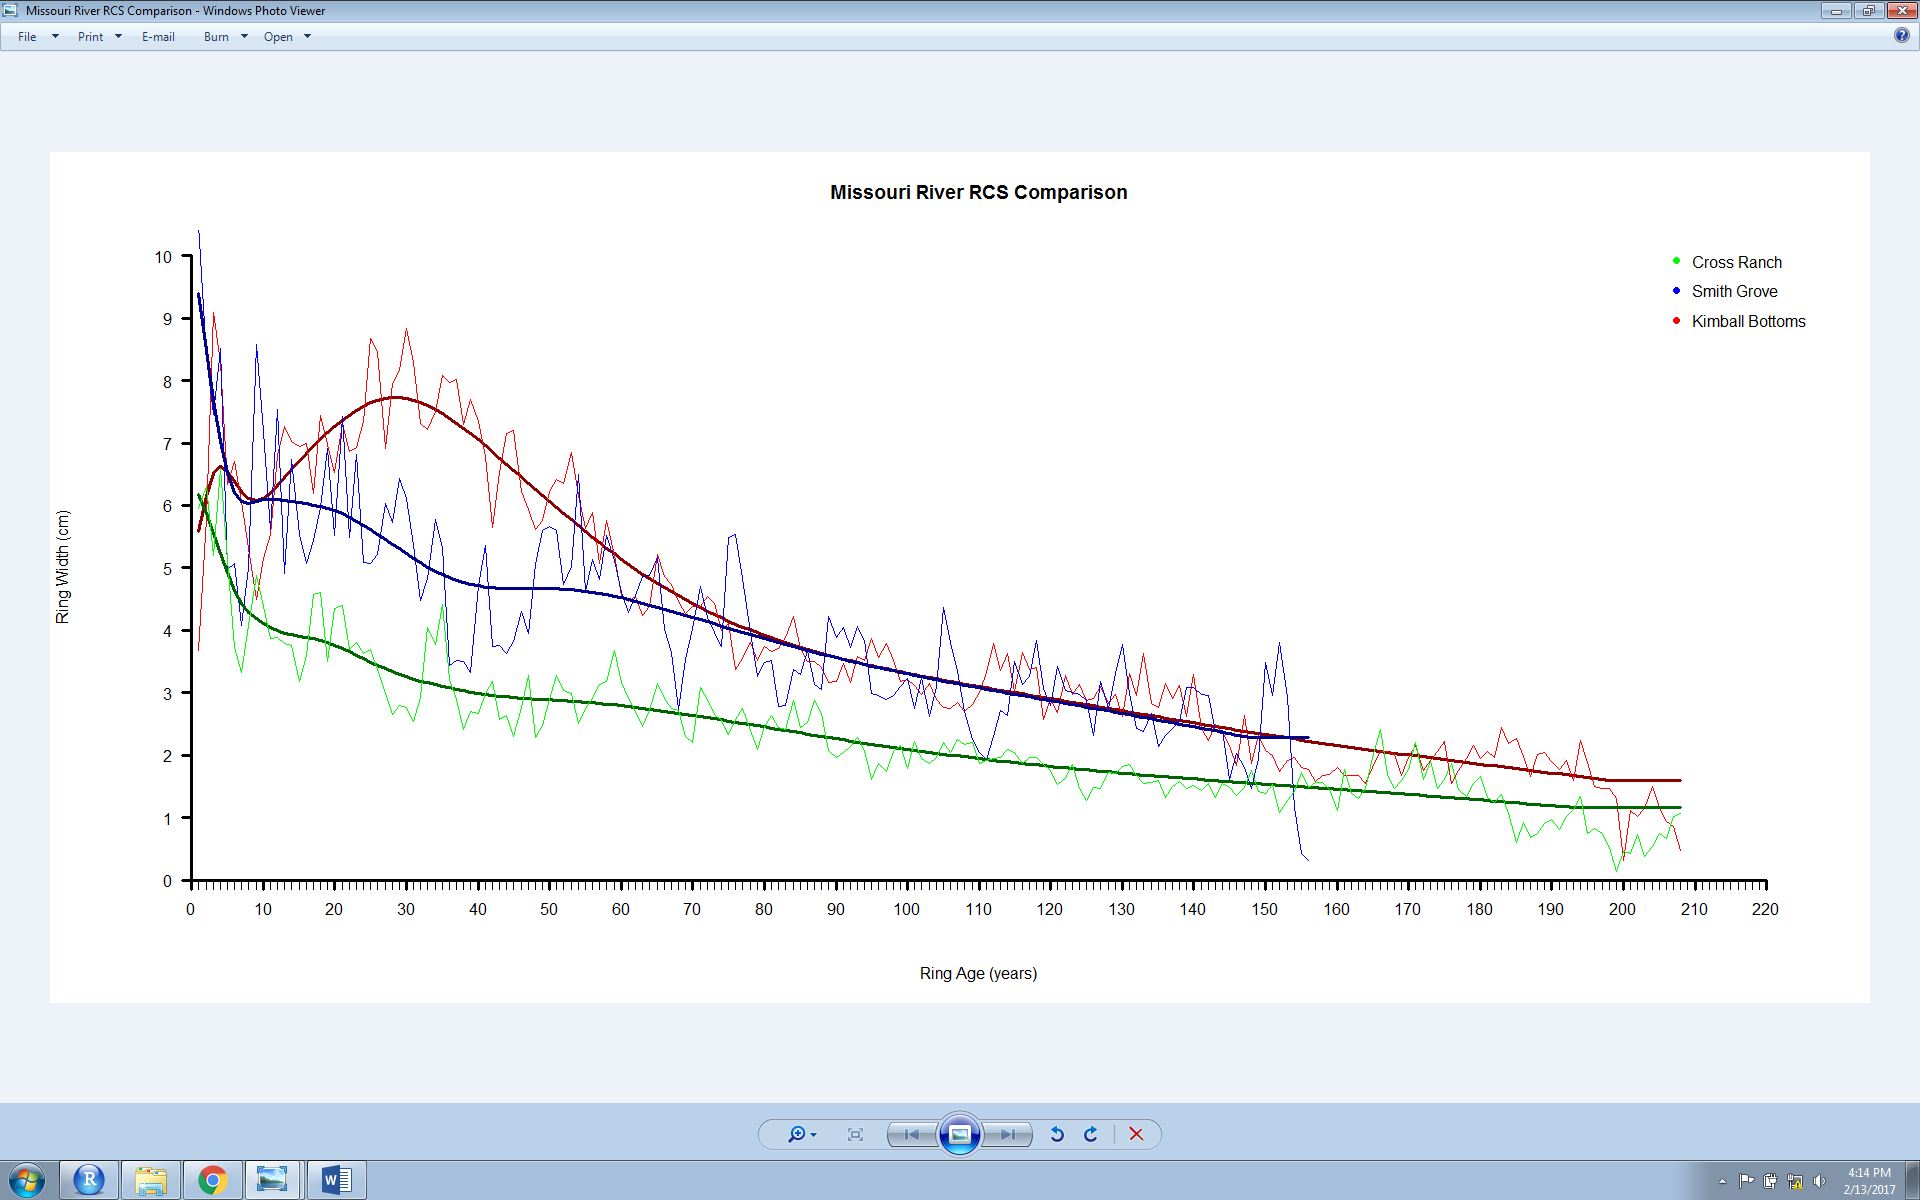 Missouri River RCS Comparison - Windows Photo Viewer
File Print E-mail Burn Open
Missouri River RCS Comparison
Cross Ranch
Smith Grove
Kimball Bottoms
10
9
8
7
6
5
4
3
2
1
0
Ring Width (cm)
0 10 20 30 40 50 60 70 80 90 100 110 120 130 140 150 160 170 180 190 200 210 220
Ring Age (years)
R
W
4:14 PM
2/13/2017